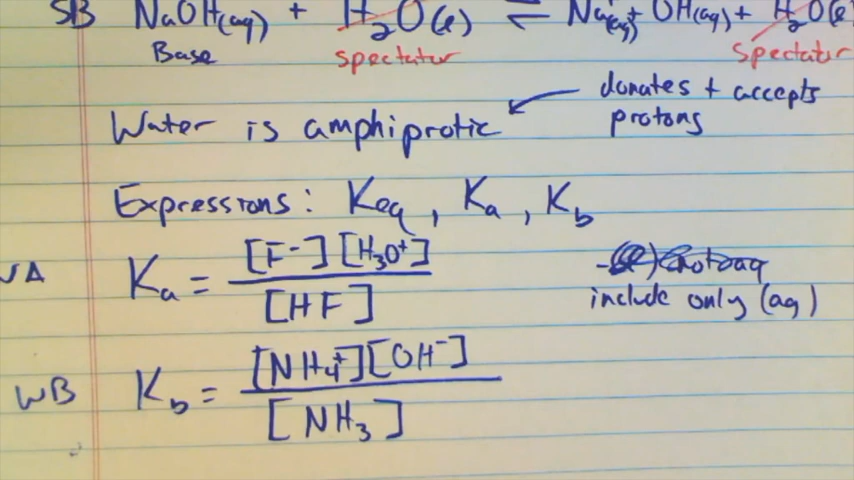 SB NaOH(aq) + H₂O(l) ⇌ Na⁺(aq) + OH(aq) + H₂O(l
Base spectator spectator
donates + accepts
Water is amphiprotic protons
Expressions: Keq, Ka, Kb
A Ka = [F⁻][H₃O⁺] / [HF]
include only (aq)
WB Kb = [NH₄⁺][OH⁻] / [NH₃]